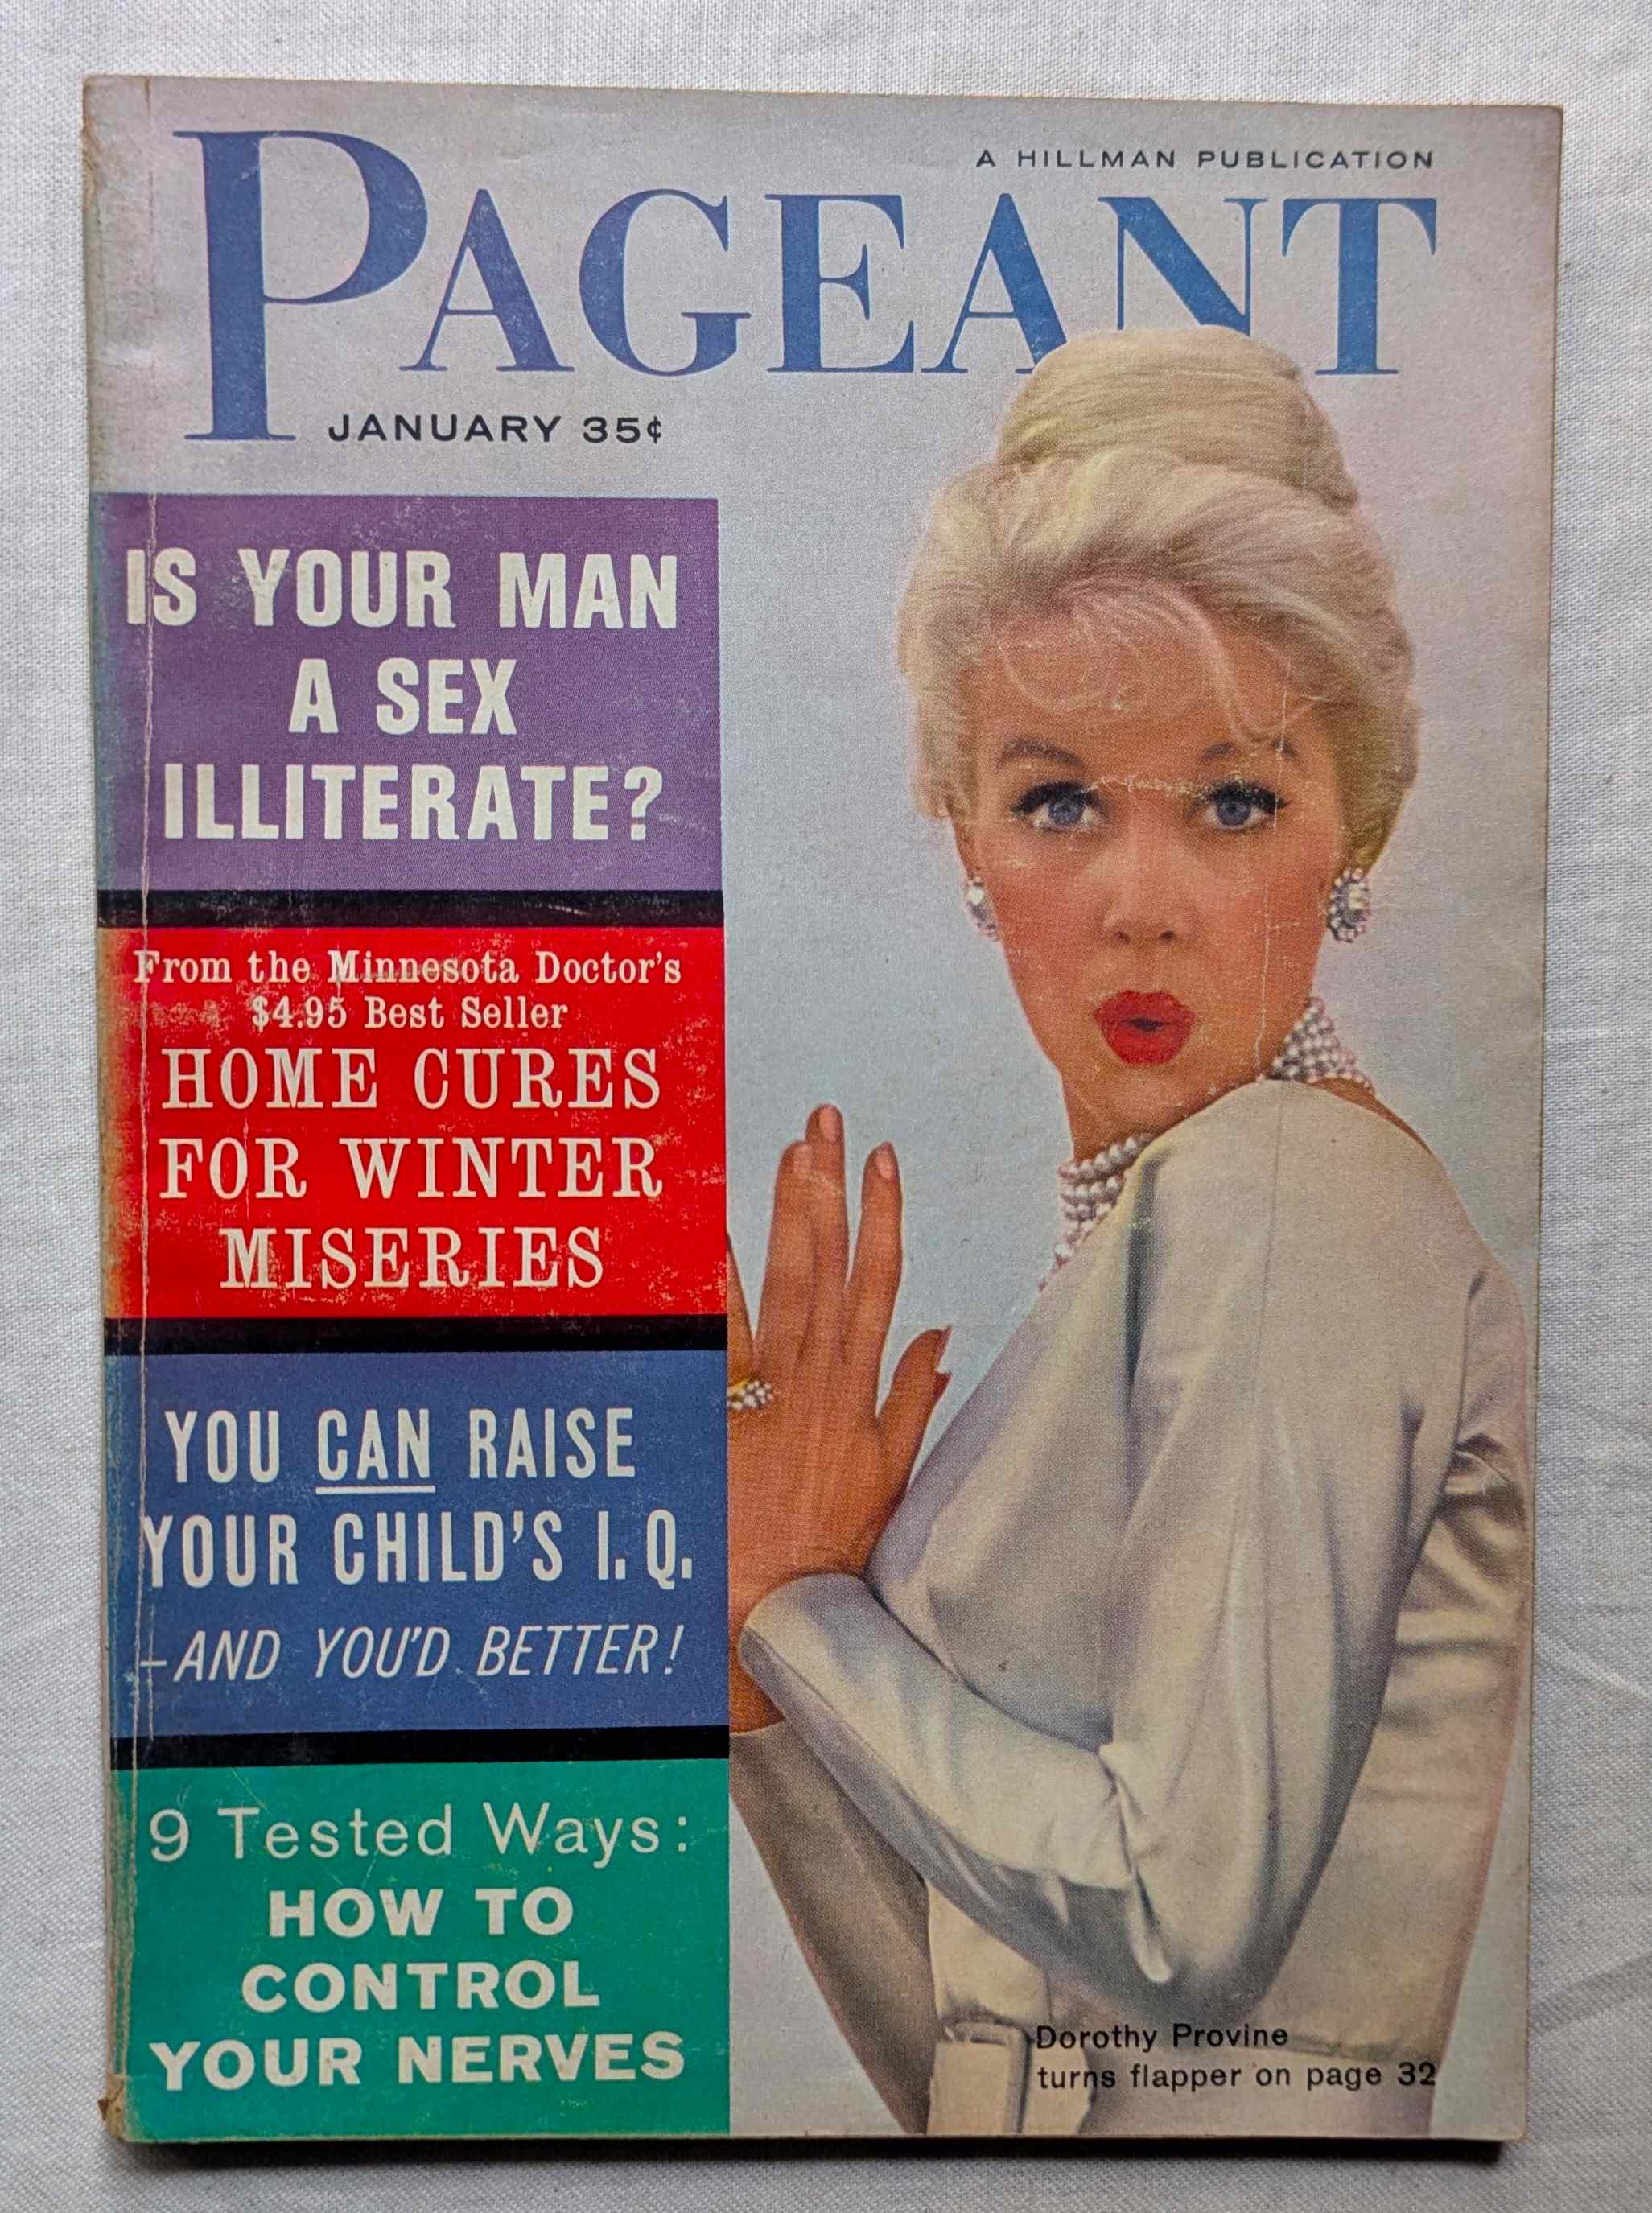 A HILLMAN PUBLICATION
PAGEANT
JANUARY 35¢
IS YOUR MAN
A SEX
ILLITERATE?
From the Minnesota Doctor's
$4.95 Best Seller
HOME CURES
FOR WINTER
MISERIES
YOU CAN RAISE
YOUR CHILD'S I.Q.
—AND YOU'D BETTER!
9 Tested Ways:
HOW TO
CONTROL
YOUR NERVES
Dorothy Provine
turns flapper on page 32